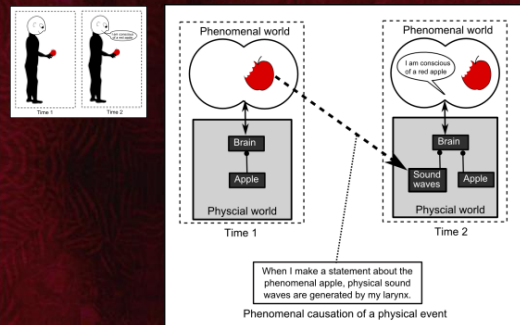 I am conscious
of a red apple
Time 1
Time 2
Phenomenal world
Phenomenal world
I am conscious
of a red apple
Brain
Apple
Physcial world
Brain
Sound
waves
Apple
Physcial world
Time 1
Time 2
When I make a statement about the
phenomenal apple, physical sound
waves are generated by my larynx.
Phenomenal causation of a physical event